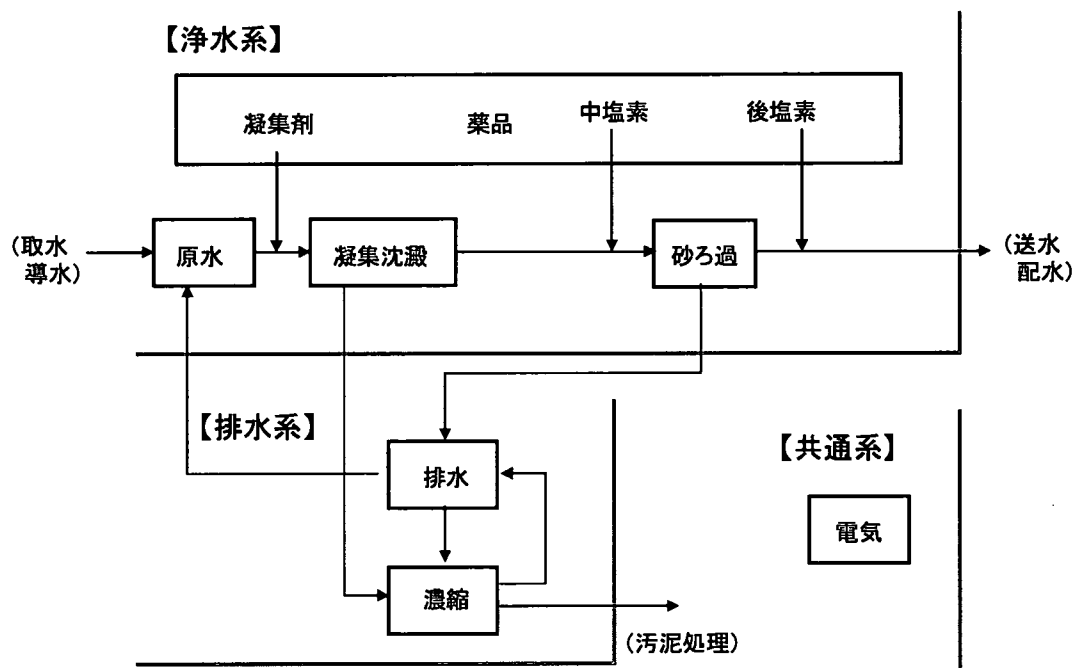 【浄水系】
凝集剤
薬品
中塩素
後塩素
(取水
導水)
原水
凝集沈澱
砂ろ過
(送水
配水)
【排水系】
排水
濃縮
(汚泥処理)
【共通系】
電気